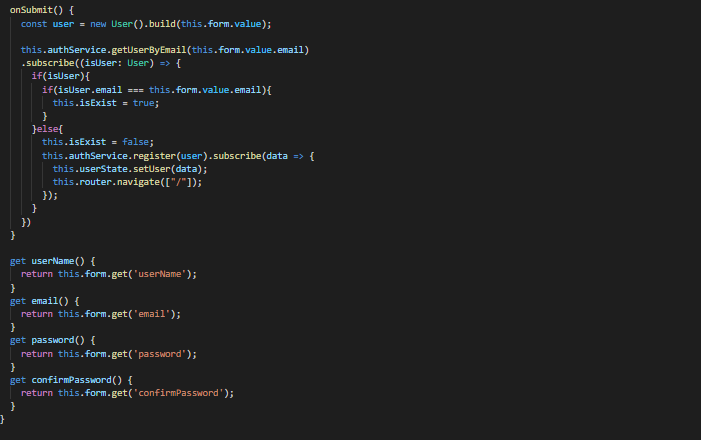 onSubmit() {
const user = new User().build(this.form.value);
this.authService.getUserByEmail(this.form.value.email)
.subscribe((isUser: User) => {
if(isUser){
if(isUser.email === this.form.value.email){
this.isExist = true;
}
}else{
this.isExist = false;
this.authService.register(user).subscribe(data => {
this.userState.setUser(data);
this.router.navigate(["/"]);
});
}
})
}
get userName() {
return this.form.get('userName');
}
get email() {
return this.form.get('email');
}
get password() {
return this.form.get('password');
}
get confirmPassword() {
return this.form.get('confirmPassword');
}
}